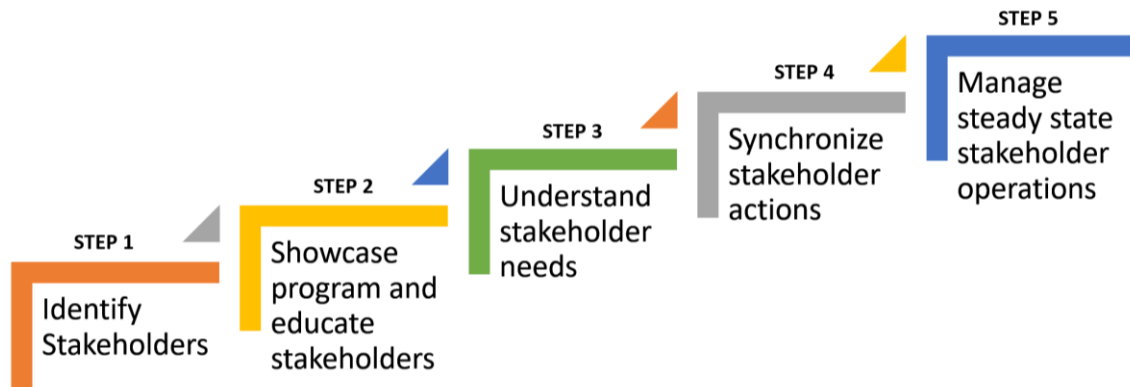 STEP 1
Identify
Stakeholders
STEP 2
Showcase
program and
educate
stakeholders
STEP 3
Understand
stakeholder
needs
STEP 4
Synchronize
stakeholder
actions
STEP 5
Manage
steady state
stakeholder
operations